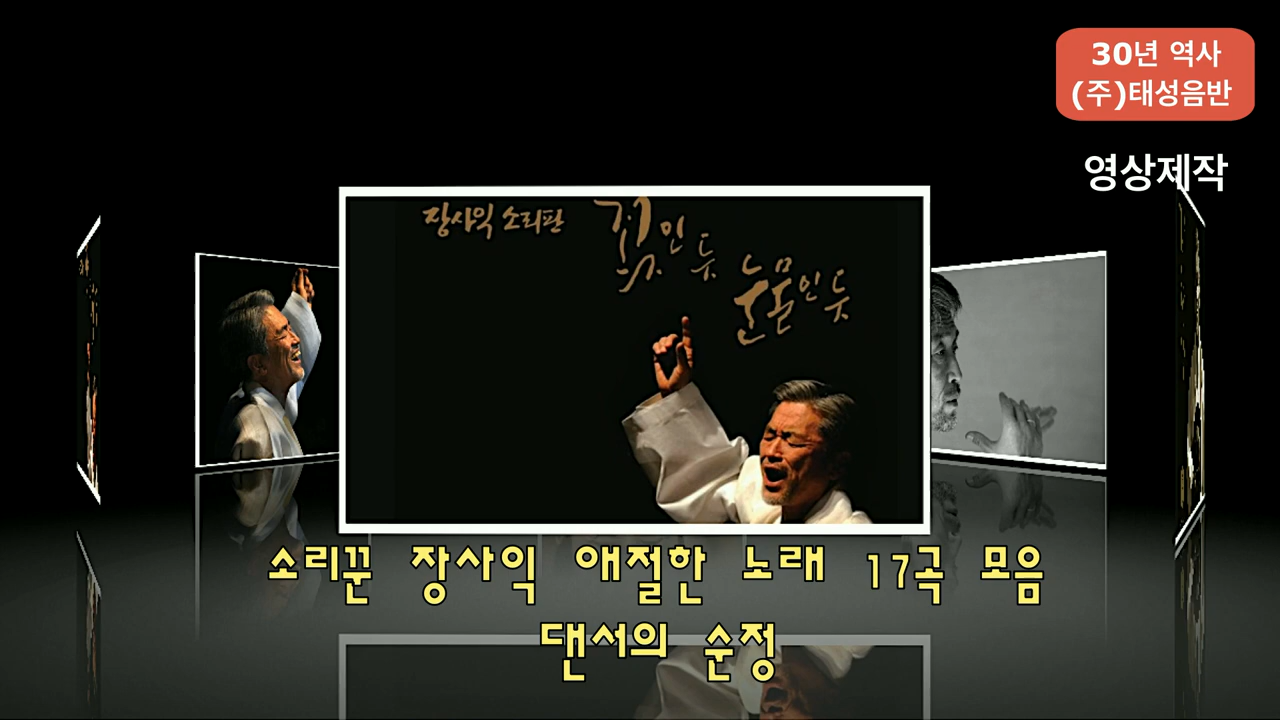 30년 역사
(주)태성음반
영상제작
장사익 소리판
꽃인 듯
눈물인 듯
소리꾼 장사익 애절한 노래 17곡 모음
댄서의 순정